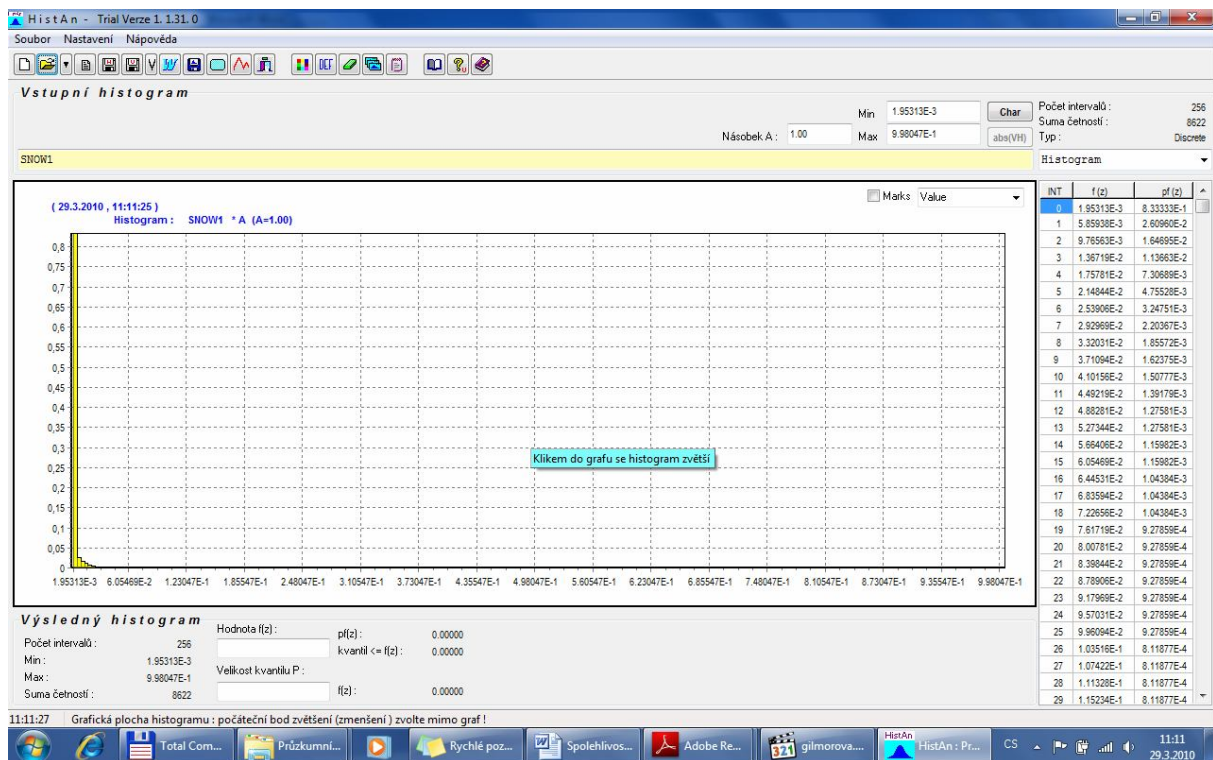 HistAn - Trial Verze 1. 1.31. 0
Soubor Nastavení Nápověda
Vstupní histogram
Min 1.95313E-3 Char Počet intervalů : 256
Suma četností : 8622
Násobek A : 1.00 Max 9.98047E-1 abs(VH) Typ : Discrete
SNOW1 Histogram
( 29.3.2010 , 11:11:25 )
Histogram : SNOW1 * A (A=1.00)
Marks Value
0,8
0,75
0,7
0,65
0,6
0,55
0,5
0,45
0,4
0,35
0,3
0,25
0,2
0,15
0,1
0,05
0
Klikem do grafu se histogram zvětší
1.95313E-3 6.05469E-2 1.23047E-1 1.85547E-1 2.48047E-1 3.10547E-1 3.73047E-1 4.35547E-1 4.98047E-1 5.60547E-1 6.23047E-1 6.85547E-1 7.48047E-1 8.10547E-1 8.73047E-1 9.35547E-1 9.98047E-1
INT f (z) pf (z)
0 1.95313E-3 8.33333E-1
1 5.85938E-3 2.60960E-2
2 9.76563E-3 1.64695E-2
3 1.36719E-2 1.13663E-2
4 1.75781E-2 7.30689E-3
5 2.14844E-2 4.75528E-3
6 2.53906E-2 3.24751E-3
7 2.92969E-2 2.20367E-3
8 3.32031E-2 1.85572E-3
9 3.71094E-2 1.62375E-3
10 4.10156E-2 1.50777E-3
11 4.49219E-2 1.39179E-3
12 4.88281E-2 1.27581E-3
13 5.27344E-2 1.27581E-3
14 5.66406E-2 1.15982E-3
15 6.05469E-2 1.15982E-3
16 6.44531E-2 1.04384E-3
17 6.83594E-2 1.04384E-3
18 7.22656E-2 1.04384E-3
19 7.61719E-2 9.27859E-4
20 8.00781E-2 9.27859E-4
21 8.39844E-2 9.27859E-4
22 8.78906E-2 9.27859E-4
23 9.17969E-2 9.27859E-4
24 9.57031E-2 9.27859E-4
25 9.96094E-2 9.27859E-4
26 1.03516E-1 8.11877E-4
27 1.07422E-1 8.11877E-4
28 1.11328E-1 8.11877E-4
29 1.15234E-1 8.11877E-4
Výsledný histogram
Počet intervalů : 256
Min : 1.95313E-3
Max : 9.98047E-1
Suma četností : 8622
Hodnota f(z) :
pf(z) : 0.00000
kvantil <= f(z) : 0.00000
Velikost kvantilu P :
f(z) : 0.00000
11:11:27 Grafická plocha histogramu : počáteční bod zvětšení (zmenšení ) zvolte mimo graf !
Total Com... Průzkumní... Rychlé poz... Spolehlivos... Adobe Re... 321 gilmorova.... HistAn HistAn : Pr... CS 11:11
29.3.2010